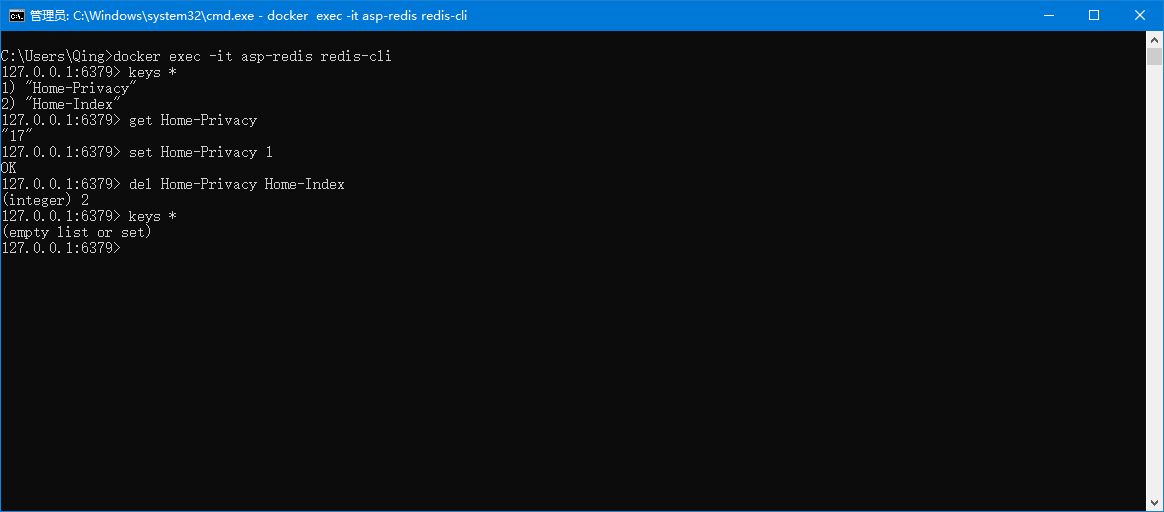 管理员: C:\Windows\system32\cmd.exe - docker  exec -it asp-redis redis-cli
C:\Users\Qing>docker exec -it asp-redis redis-cli
127.0.0.1:6379> keys *
1) "Home-Privacy"
2) "Home-Index"
127.0.0.1:6379> get Home-Privacy
"17"
127.0.0.1:6379> set Home-Privacy 1
OK
127.0.0.1:6379> del Home-Privacy Home-Index
(integer) 2
127.0.0.1:6379> keys *
(empty list or set)
127.0.0.1:6379>